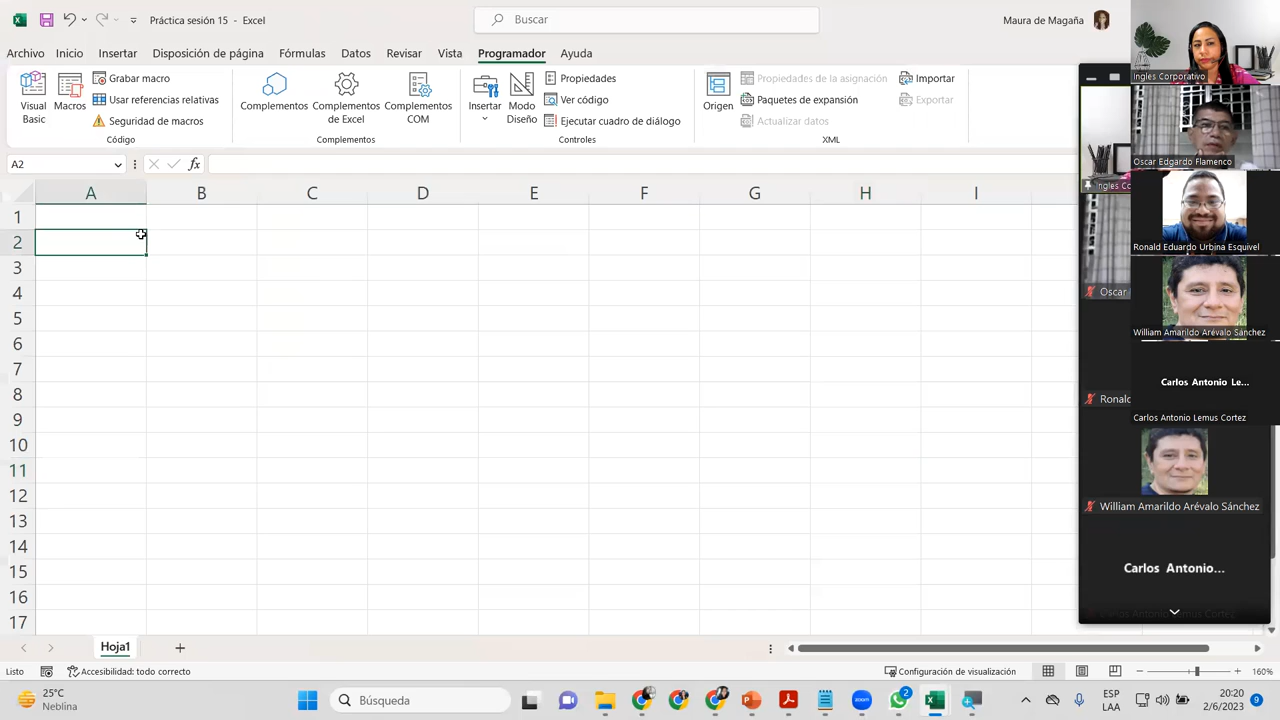 Práctica sesión 15 - Excel
Buscar
Maura de Magaña
Archivo Inicio Insertar Disposición de página Fórmulas Datos Revisar Vista Programador Ayuda
Visual Basic
Macros
Grabar macro
Usar referencias relativas
Seguridad de macros
Código
Complementos
Complementos de Excel
Complementos COM
Complementos
Insertar
Modo Diseño
Propiedades
Ver código
Ejecutar cuadro de diálogo
Controles
Origen
Propiedades de la asignación
Paquetes de expansión
Actualizar datos
Importar
Exportar
XML
A2
fx
A B C D E F G H I
1
2
3
4
5
6
7
8
9
10
11
12
13
14
15
16
17
Ingles Corporativo
Oscar Edgardo Flamenco
Ronald Eduardo Urbina Esquivel
William Amarildo Arévalo Sánchez
Carlos Antonio Le...
Carlos Antonio Lemus Cortez
Ingles Co
Oscar
Ronald
William Amarildo Arévalo Sánchez
Carlos Antonio...
Hoja1
Listo
Accesibilidad: todo correcto
Configuración de visualización
160%
25°C
Neblina
Búsqueda
zoom
2
ESP
LAA
20:20
2/6/2023
9